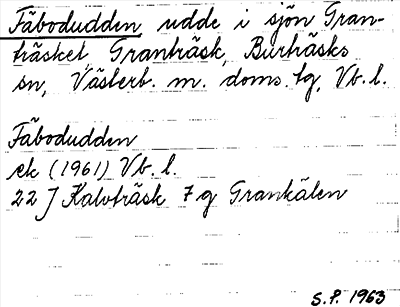 Fäbodudden udde i sjön Gran-
träsket, Granträsk, Burträsks
sn, Västerb. m. doms. tg, Vb. l.
Fäbodudden
ek (1961) Vb. l.
22 J Kalvträsk 7 g Grankälen
S.P. 1963